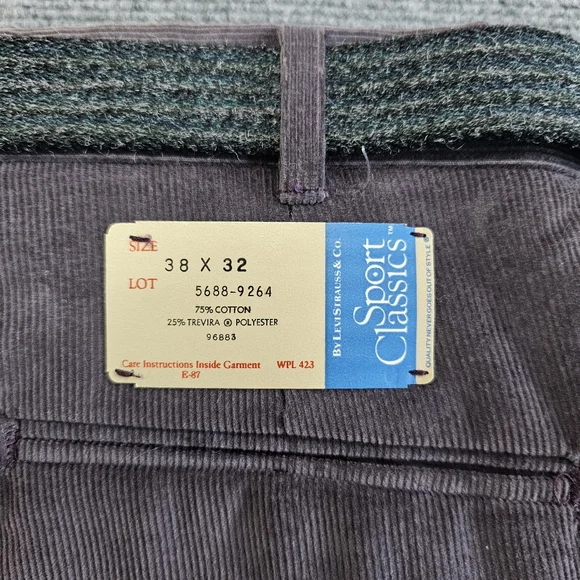 SIZE
38 X 32
LOT
5688-9264
75% COTTON
25% TREVIRA ® POLYESTER
96883
Care Instructions Inside Garment
WPL 423
E-87
BY LEVI STRAUSS & CO.
Sport
Classics™
QUALITY NEVER GOES OUT OF STYLE ®